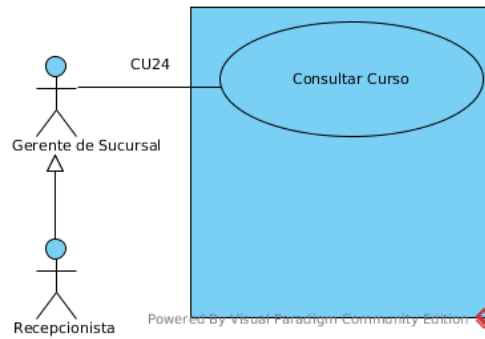 CU24
Consultar Curso
Gerente de Sucursal
Recepcionista
Powered By Visual Paradigm Community Edition